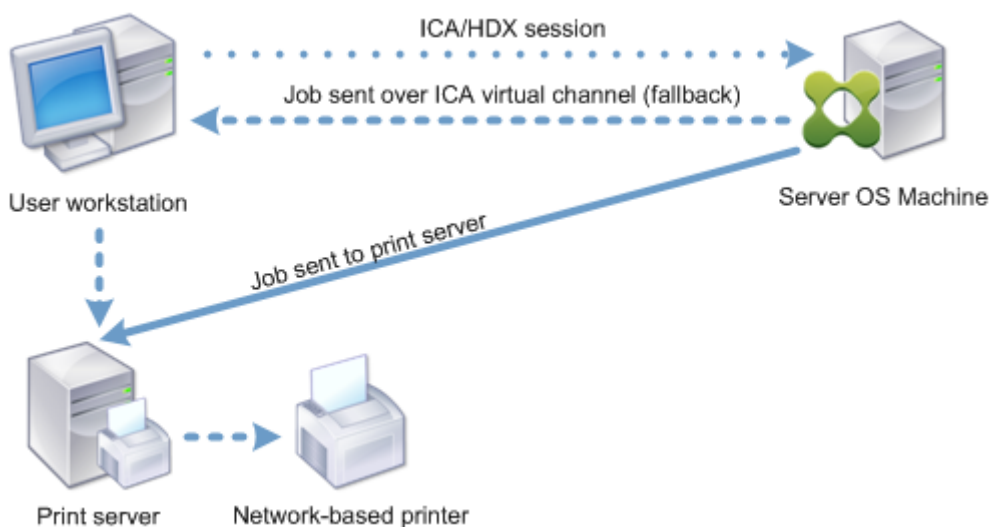 ICA/HDX session
Job sent over ICA virtual channel (fallback)
User workstation
Server OS Machine
Job sent to print server
Print server
Network-based printer